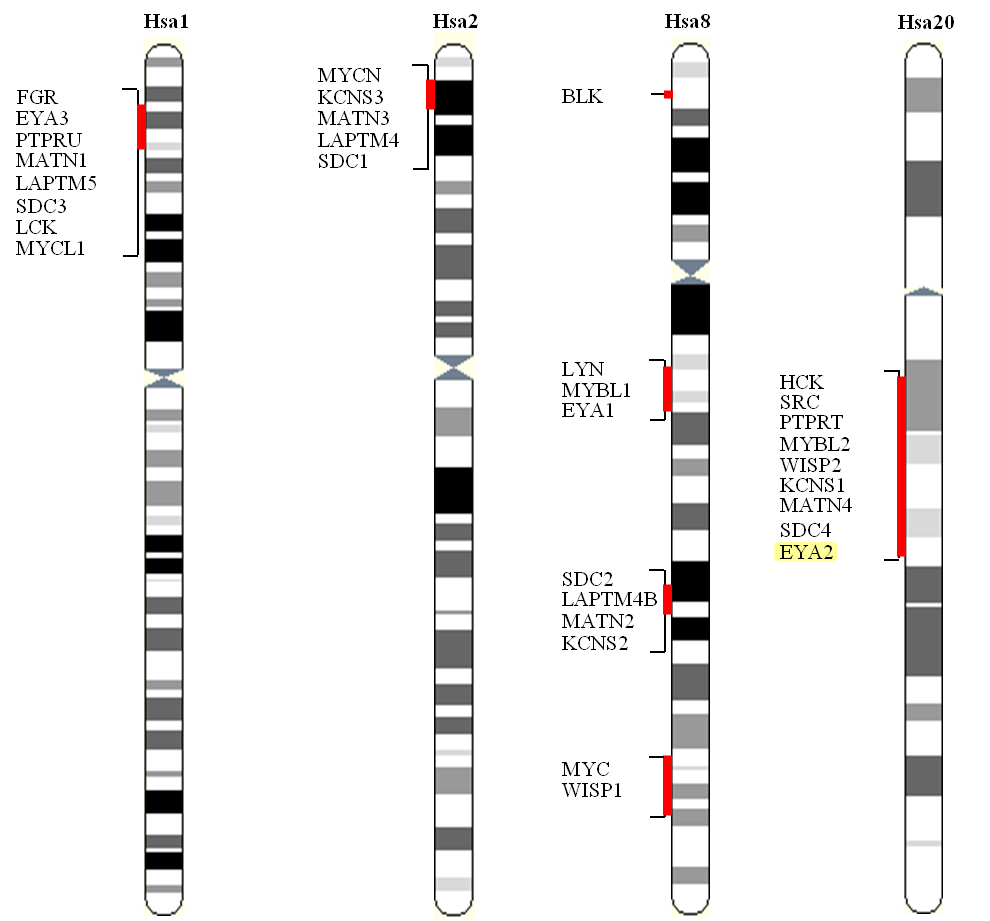 Hsa1
FGR
EYA3
PTPRU
MATN1
LAPTM5
SDC3
LCK
MYCL1
Hsa2
MYCN
KCNS3
MATN3
LAPTM4
SDC1
Hsa8
BLK
LYN
MYBL1
EYA1
SDC2
LAPTM4B
MATN2
KCNS2
MYC
WISP1
Hsa20
HCK
SRC
PTPRT
MYBL2
WISP2
KCNS1
MATN4
SDC4
EYA2